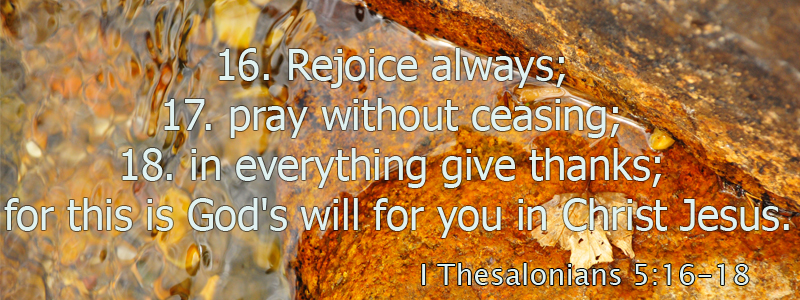 16. Rejoice always;
17. pray without ceasing;
18. in everything give thanks;
for this is God's will for you in Christ Jesus.
I Thesalonians 5:16-18